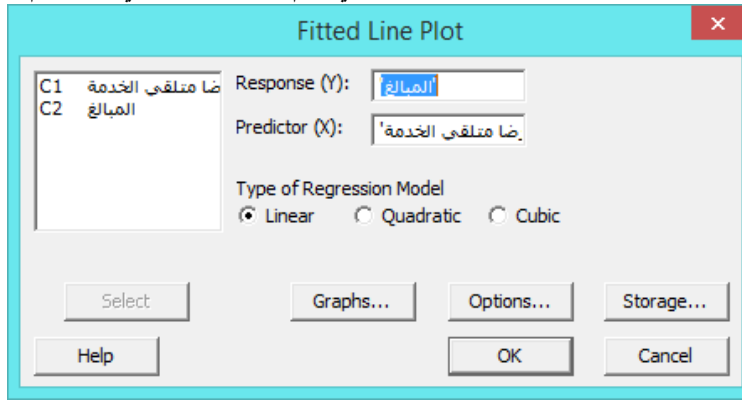 Fitted Line Plot
×
C1 ضا متلقي الخدمة
C2 المبالغ
Response (Y): 'المبالغ'
Predictor (X): رضا متلقي الخدمة'
Type of Regression Model
Linear Quadratic Cubic
Select Graphs... Options... Storage...
Help OK Cancel